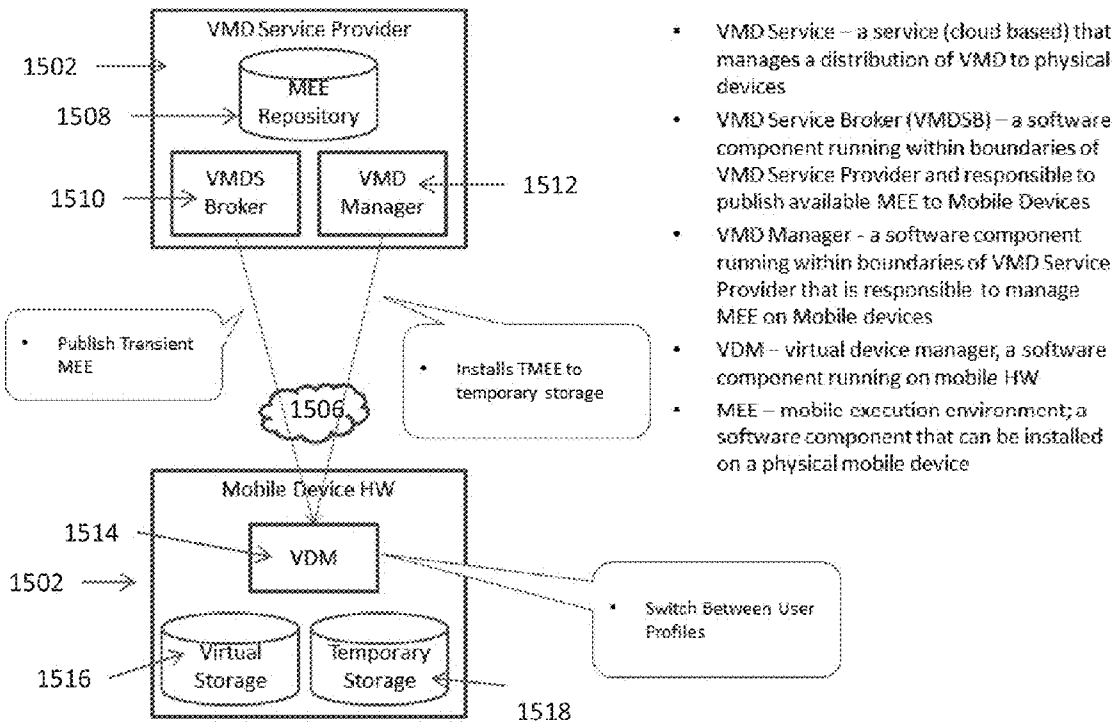 VMD Service Provider
1502
MEE
Repository
1508
VMDS
Broker
VMD
Manager
1510
1512
• Publish Transient
MEE
• Installs TMEE to
temporary storage
1506
Mobile Device HW
1514
VDM
1502
• Switch Between User
Profiles
Virtual
Storage
Temporary
Storage
1516
1518
• VMD Service – a service (cloud based) that
manages a distribution of VMD to physical
devices
• VMD Service Broker (VMDSB) – a software
component running within boundaries of
VMD Service Provider and responsible to
publish available MEE to Mobile Devices
• VMD Manager - a software component
running within boundaries of VMD Service
Provider that is responsible to manage
MEE on Mobile devices
• VDM – virtual device manager, a software
component running on mobile HW
• MEE – mobile execution environment; a
software component that can be installed
on a physical mobile device